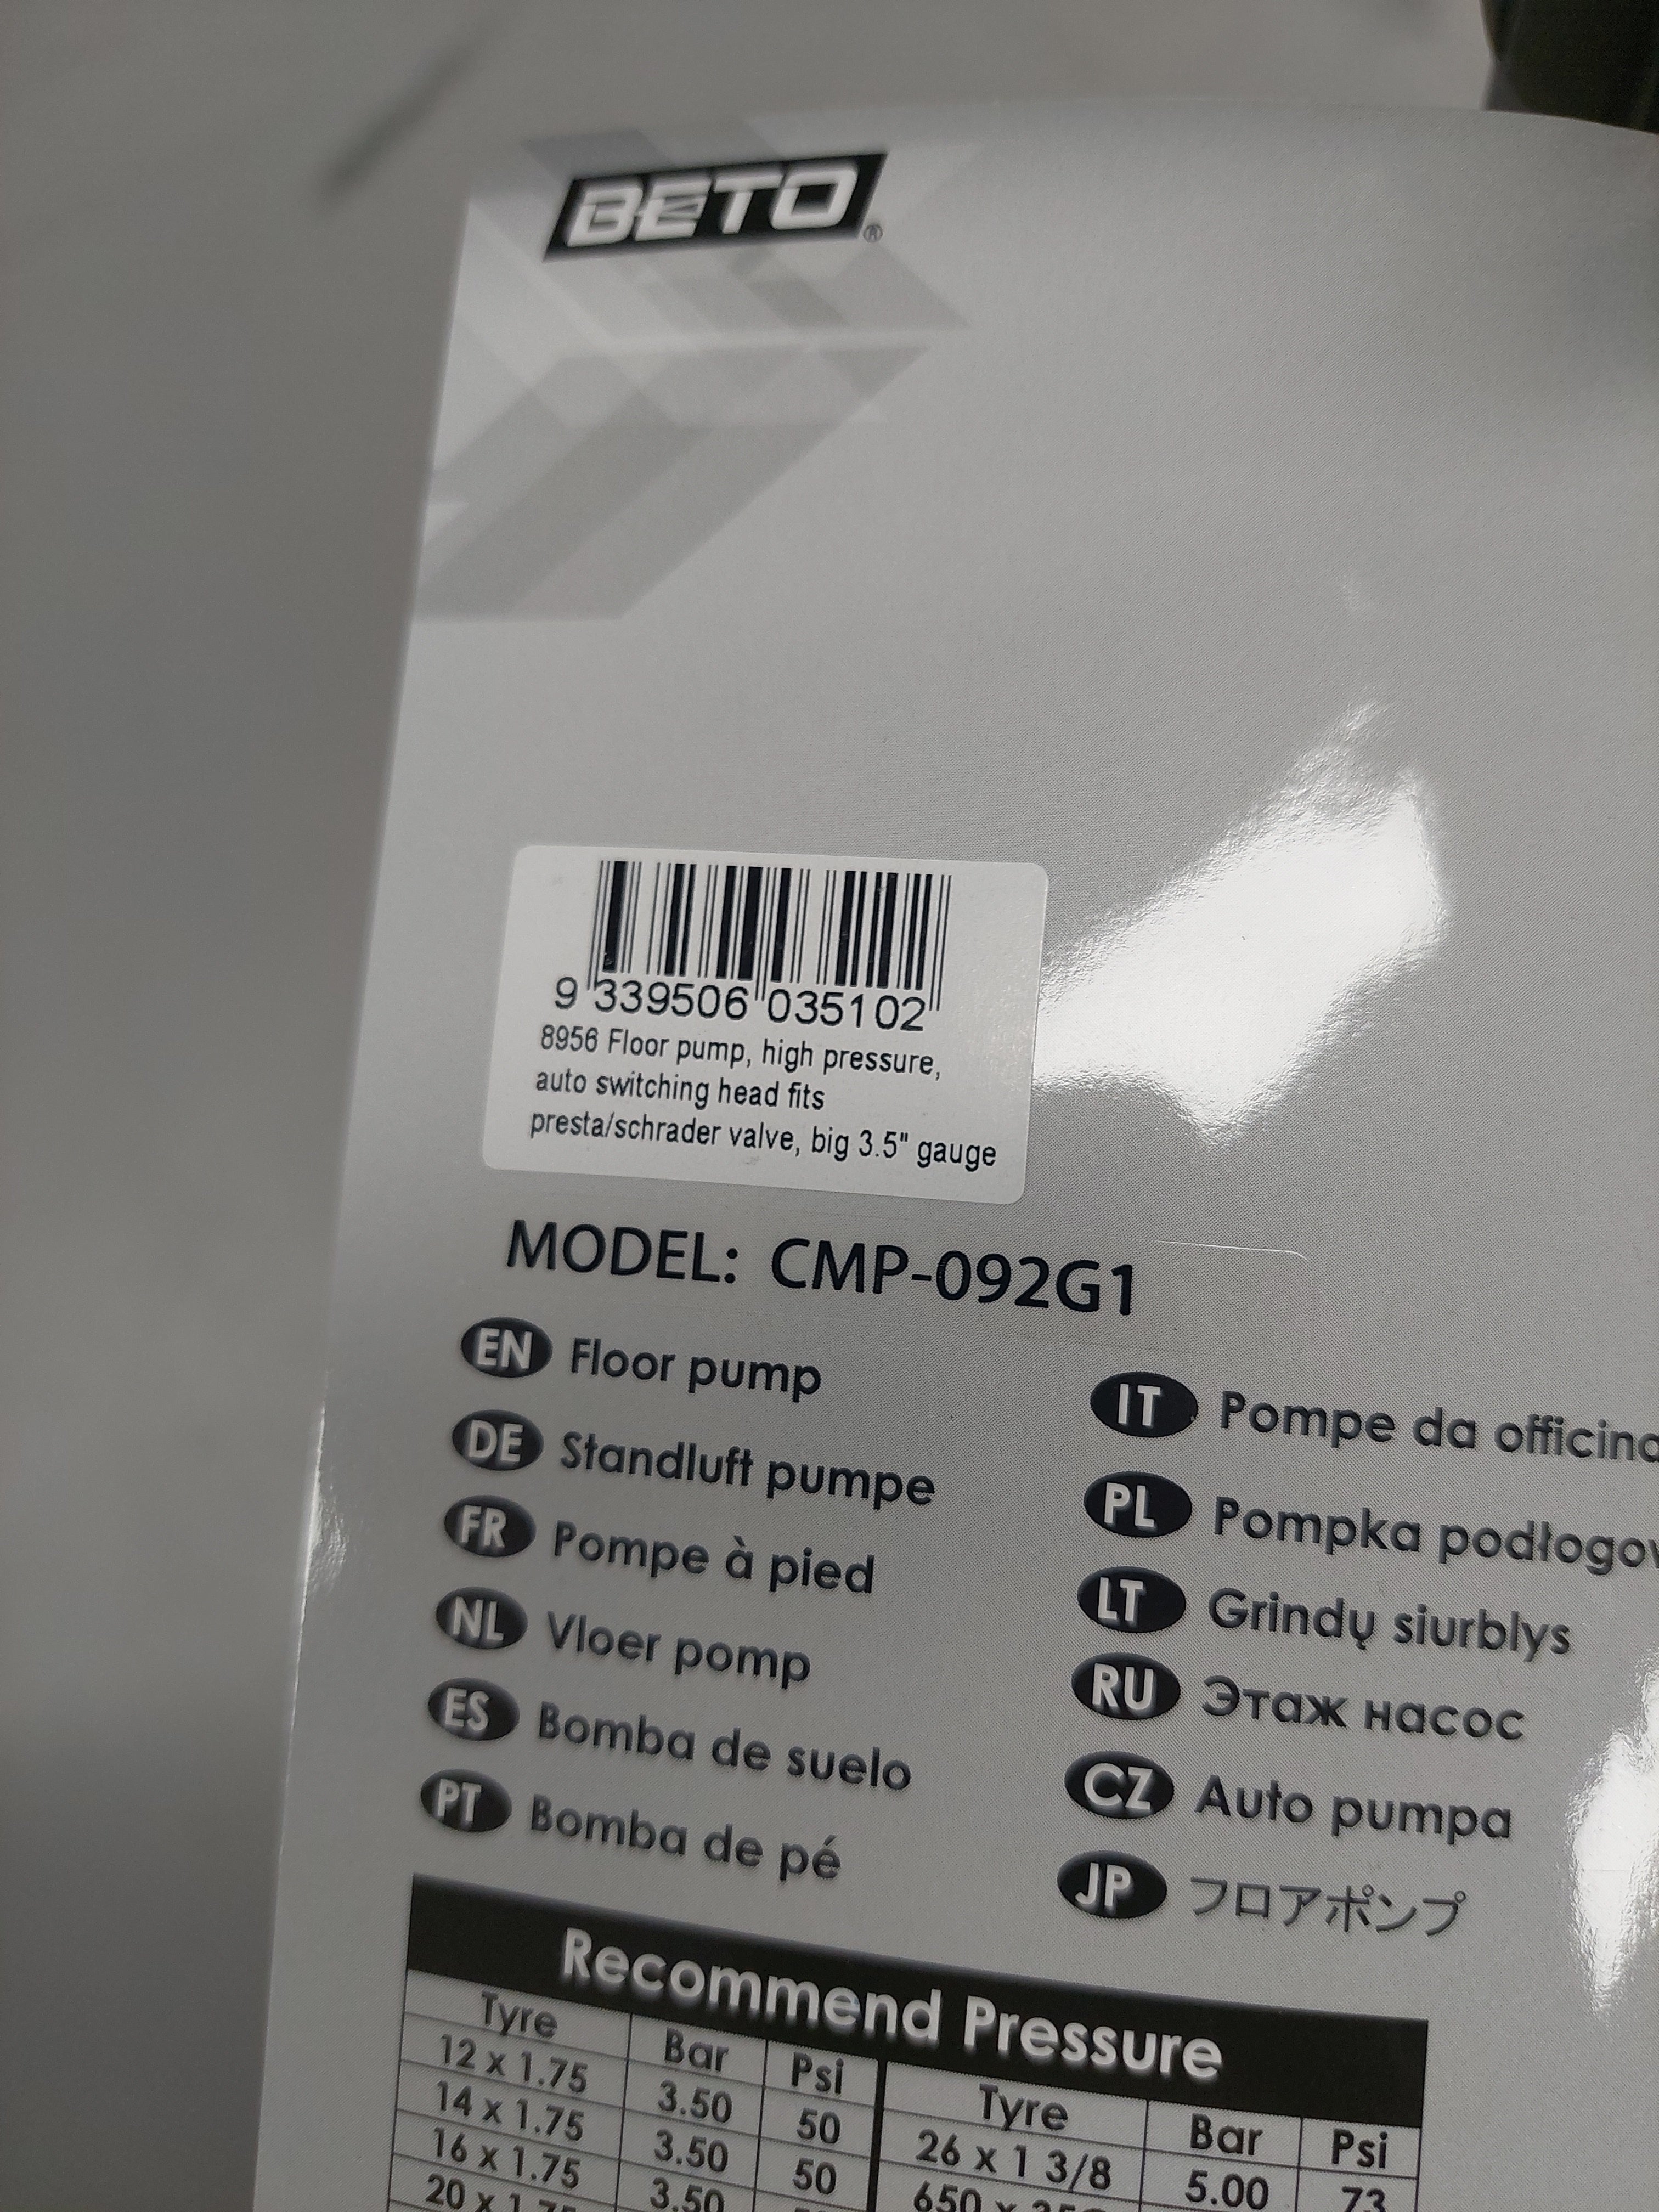 BETO®
9 339506 035102
8956 Floor pump, high pressure,
auto switching head fits
presta/schrader valve, big 3.5" gauge
MODEL: CMP-092G1
EN Floor pump
DE Standluft pumpe
FR Pompe à pied
NL Vloer pomp
ES Bomba de suelo
PT Bomba de pé
IT Pompe da
PL Pompka
LT Grindų siurblys
RU Этаж насос
CZ Auto pumpa
JP フロアポンプ
Recommend Pressure
Tyre Bar Psi
12 x 1.75 3.50 50
14 x 1.75 3.50 50
16 x 1.75 3.50
20 x
Tyre Bar Psi
26 x 1 3/8 5.00 73
650 x